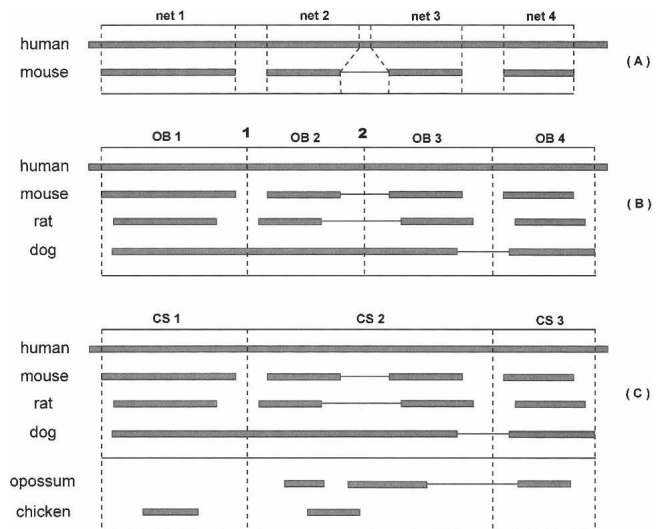 net 1 net 2 net 3 net 4
human
mouse
( A )
OB 1 1 OB 2 2 OB 3 OB 4
human
mouse
rat
dog
( B )
CS 1 CS 2 CS 3
human
mouse
rat
dog
( C )
opossum
chicken